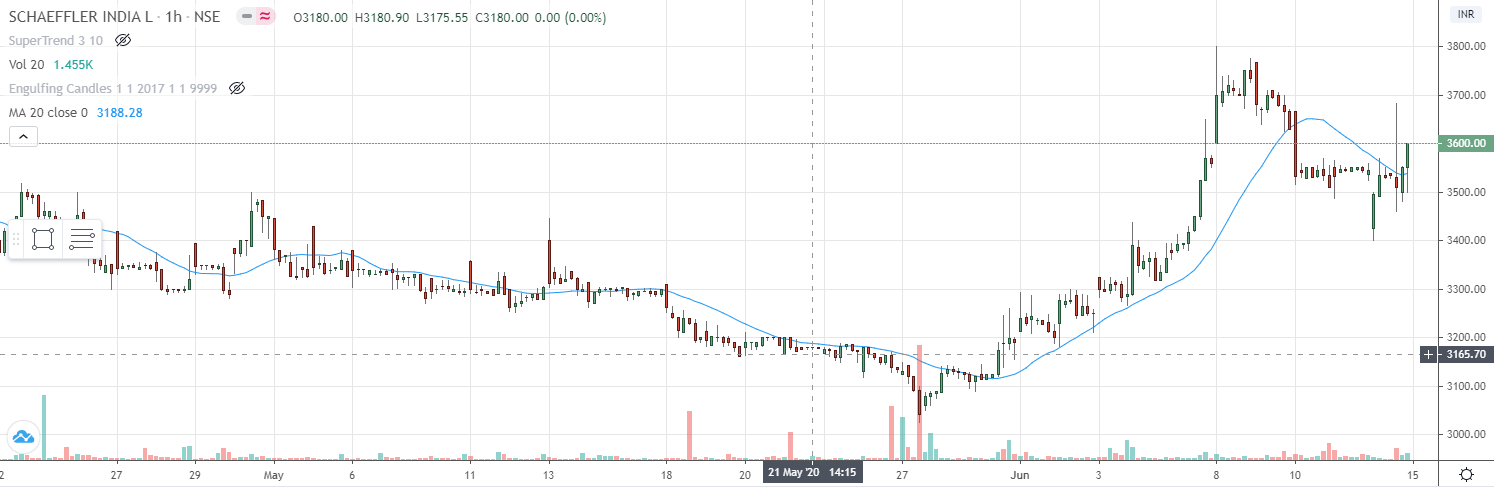 SCHAEFFLER INDIA L · 1h · NSE O3180.00 H3180.90 L3175.55 C3180.00 0.00 (0.00%)
INR
SuperTrend 3 10
Vol 20 1.455K
Engulfing Candles 1 1 2017 1 1 9999
MA 20 close 0 3188.28
3800.00
3700.00
3600.00
3500.00
3400.00
3300.00
3200.00
3165.70
3100.00
3000.00
2 27 29 May 6 11 13 18 20 21 May '20 14:15 27 Jun 3 8 10 15